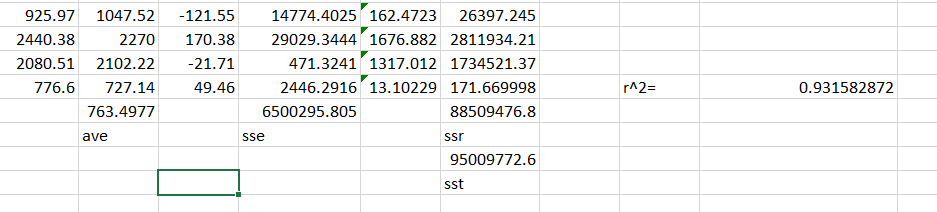 925.97 1047.52 -121.55 14774.4025 162.4723 26397.245
2440.38 2270 170.38 29029.3444 1676.882 2811934.21
2080.51 2102.22 -21.71 471.3241 1317.012 1734521.37
776.6 727.14 49.46 2446.2916 13.10229 171.669998 r^2= 0.931582872
763.4977 6500295.805 88509476.8
ave sse ssr
95009772.6
sst